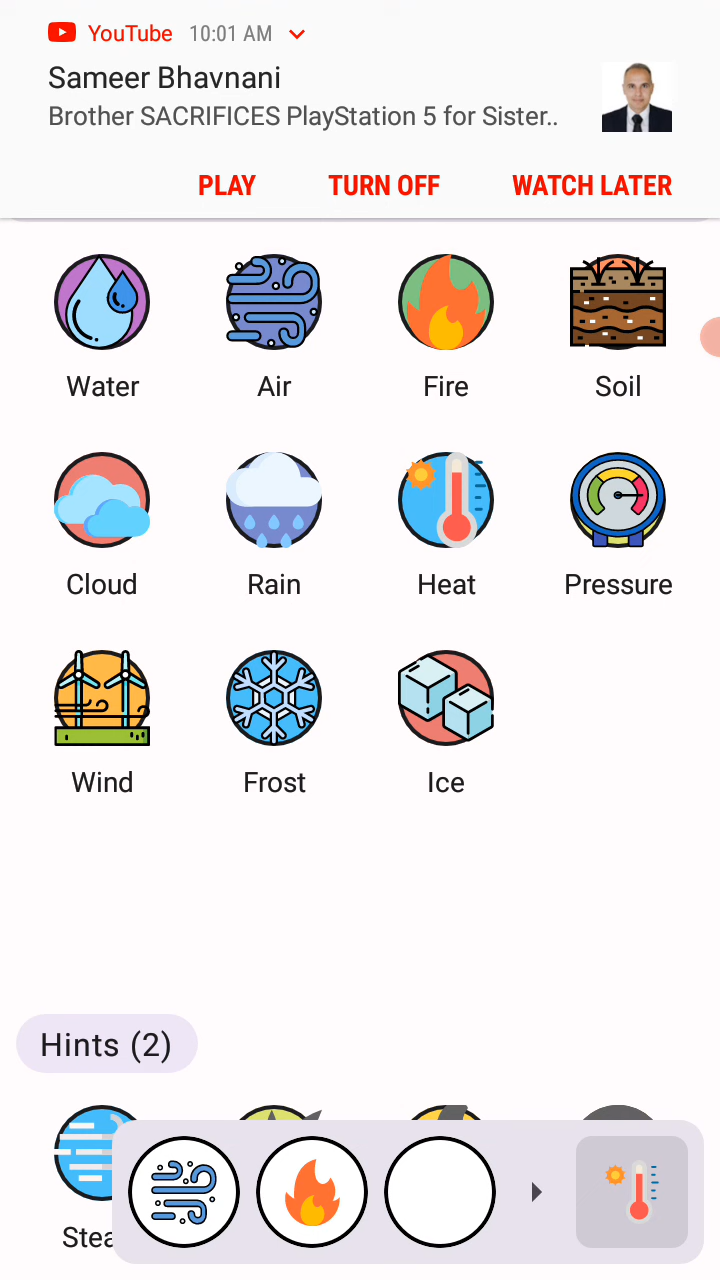 YouTube 10:01 AM
Sameer Bhavnani
Brother SACRIFICES PlayStation 5 for Sister..
PLAY TURN OFF WATCH LATER
Water Air Fire Soil
Cloud Rain Heat Pressure
Wind Frost Ice
Hints (2)